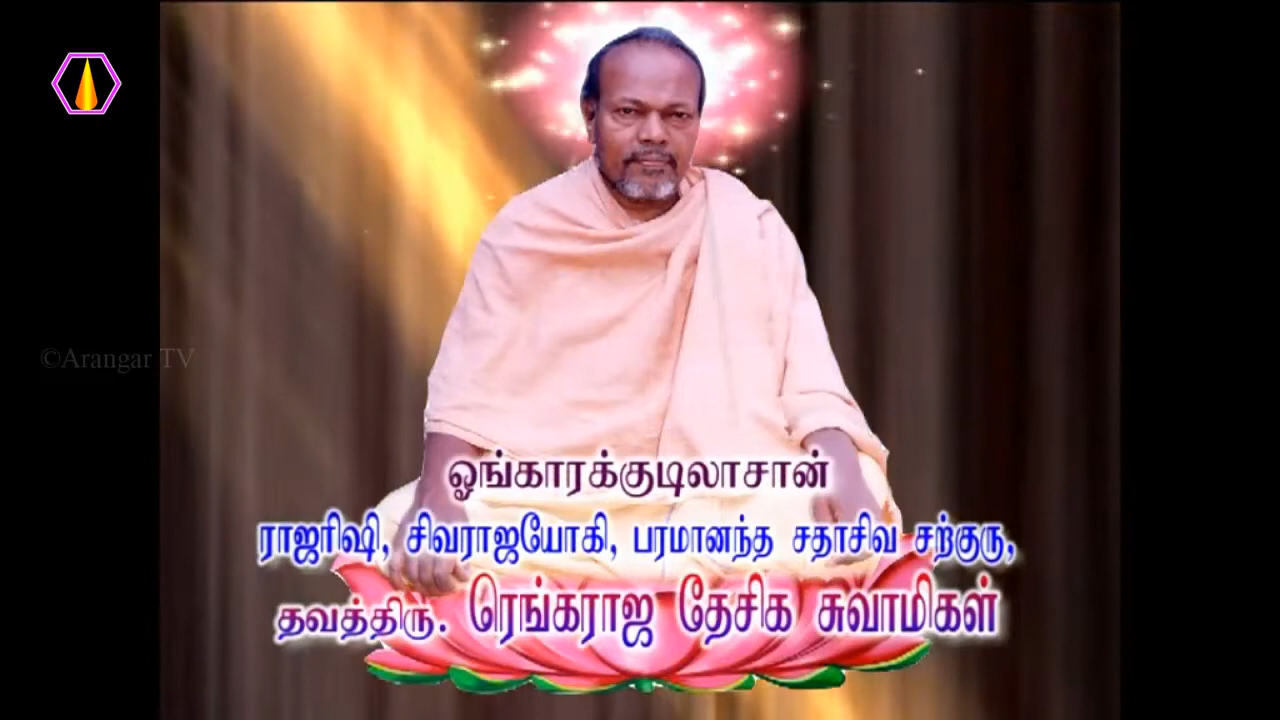 ©Arangar TV
ஓங்காரக்குடிலாசான்
ராஜரிஷி, சிவராஜயோகி, பரமானந்த சதாசிவ சற்குரு,
தவத்திரு. ரெங்கராஜ தேசிக சுவாமிகள்